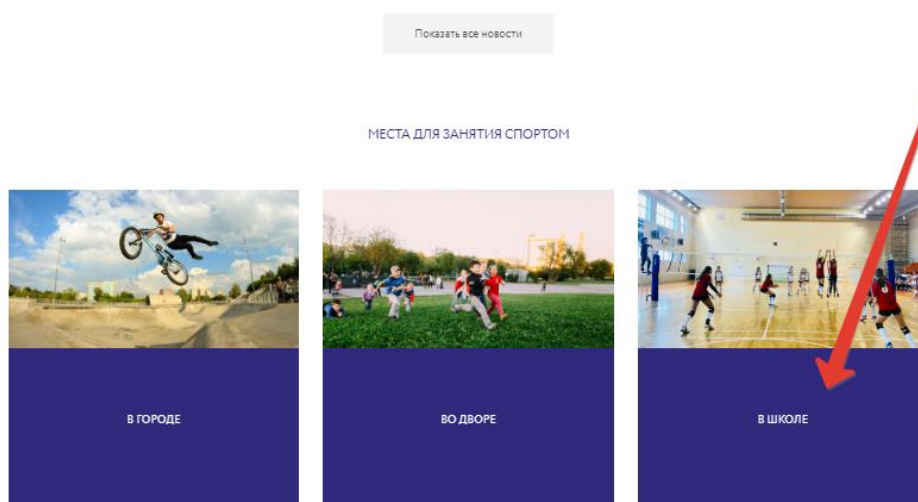 Показать все новости
МЕСТА ДЛЯ ЗАНЯТИЯ СПОРТОМ
В ГОРОДЕ
ВО ДВОРЕ
В ШКОЛЕ